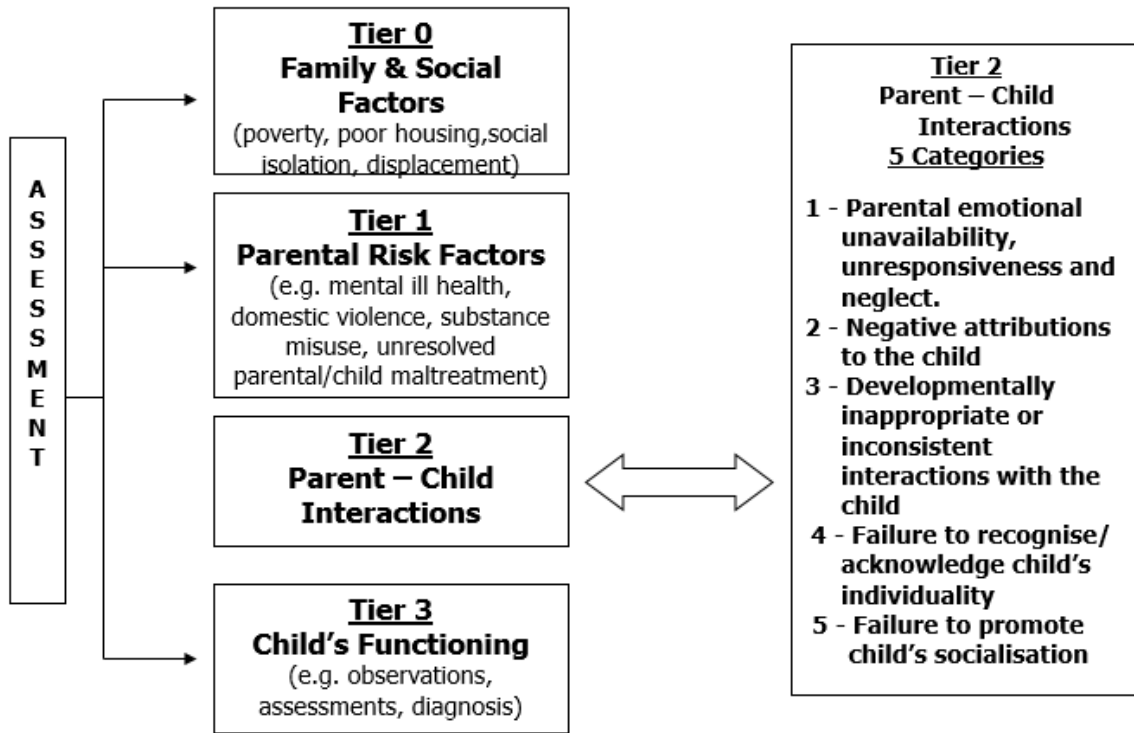 ASSESSMENT
Tier 0
Family & Social
Factors
(poverty, poor housing,social
isolation, displacement)
Tier 1
Parental Risk Factors
(e.g. mental ill health,
domestic violence, substance
misuse, unresolved
parental/child maltreatment)
Tier 2
Parent – Child
Interactions
Tier 3
Child's Functioning
(e.g. observations,
assessments, diagnosis)
Tier 2
Parent – Child
Interactions
5 Categories
1 - Parental emotional
unavailability,
unresponsiveness and
neglect.
2 - Negative attributions
to the child
3 - Developmentally
inappropriate or
inconsistent
interactions with the
child
4 - Failure to recognise/
acknowledge child's
individuality
5 - Failure to promote
child's socialisation